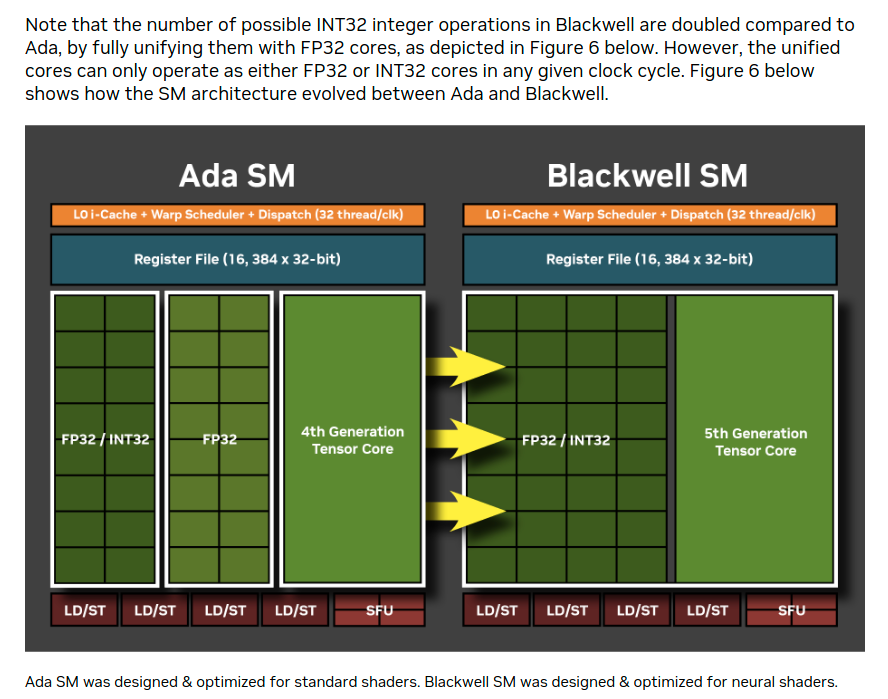 Note that the number of possible INT32 integer operations in Blackwell are doubled compared to
Ada, by fully unifying them with FP32 cores, as depicted in Figure 6 below. However, the unified
cores can only operate as either FP32 or INT32 cores in any given clock cycle. Figure 6 below
shows how the SM architecture evolved between Ada and Blackwell.
Ada SM
L0 i-Cache + Warp Scheduler + Dispatch (32 thread/clk)
Register File (16, 384 x 32-bit)
FP32 / INT32
FP32
4th Generation
Tensor Core
LD/ST
LD/ST
LD/ST
LD/ST
SFU
Blackwell SM
L0 i-Cache + Warp Scheduler + Dispatch (32 thread/clk)
Register File (16, 384 x 32-bit)
FP32 / INT32
5th Generation
Tensor Core
LD/ST
LD/ST
LD/ST
LD/ST
SFU
Ada SM was designed & optimized for standard shaders. Blackwell SM was designed & optimized for neural shaders.